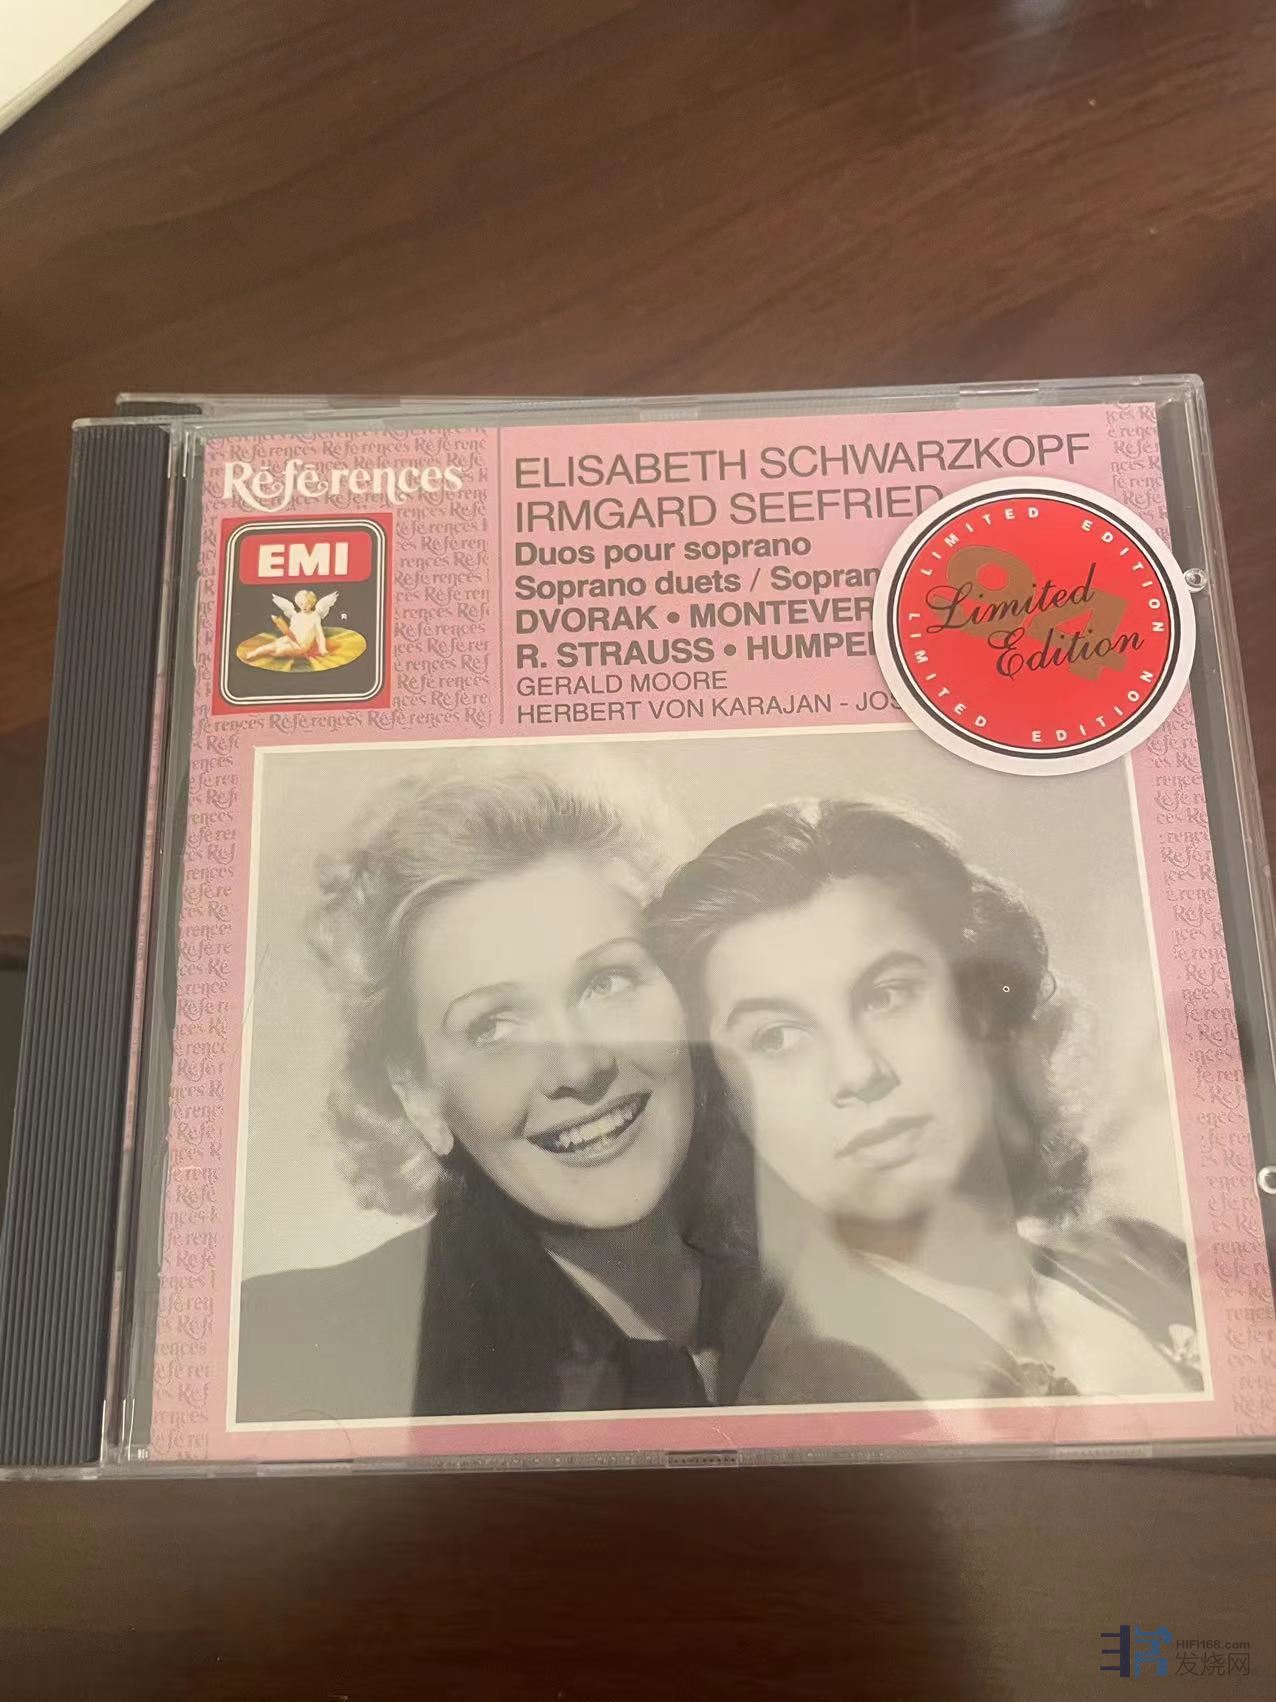 Références
EMI
R
ELISABETH SCHWARZKOPF
IRMGARD SEEFRIED
Duos pour soprano
Soprano duets / Sopran
DVORAK • MONTEVER
R. STRAUSS • HUMPE
GERALD MOORE
HERBERT VON KARAJAN - JOS
LIMITED EDITION
94
Limited
Edition
LIMITED EDITION
HIFI168.com
发烧网